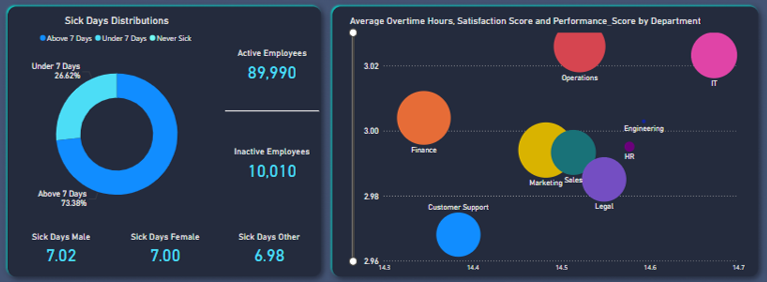 Sick Days Distributions
Above 7 Days Under 7 Days Never Sick
Under 7 Days
26.62%
Above 7 Days
73.38%
Active Employees
89,990
Inactive Employees
10,010
Sick Days Male
7.02
Sick Days Female
7.00
Sick Days Other
6.98
Average Overtime Hours, Satisfaction Score and Performance_Score by Department
3.02
3.00
2.98
2.96
Operations
IT
Finance
Engineering
HR
Marketing
Sales
Legal
Customer Support
14.3 14.4 14.5 14.6 14.7